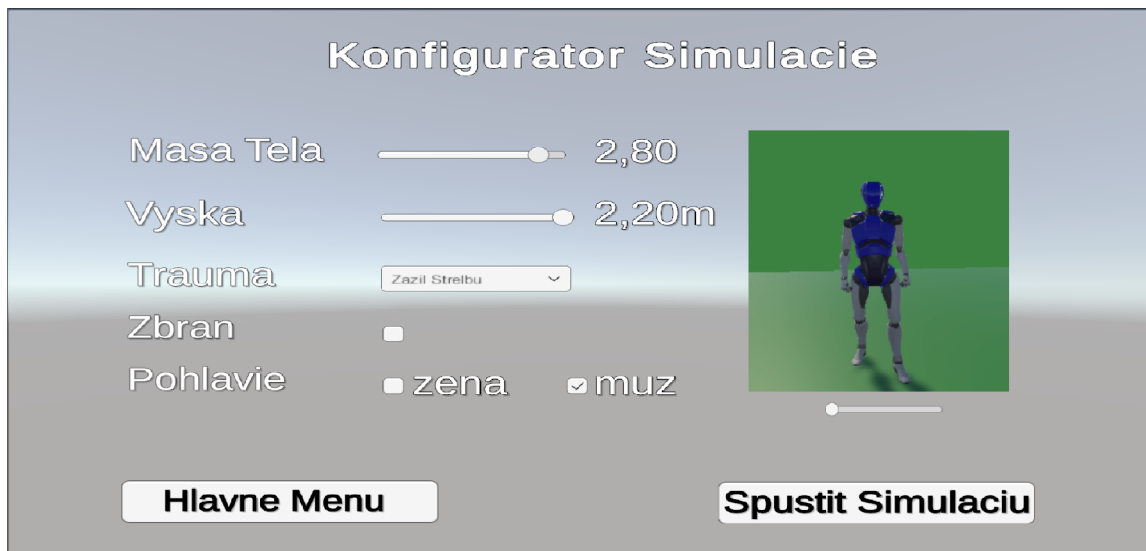 Konfigurator Simulacie
Masa Tela 2,80
Vyska 2,20m
Trauma Zazil Strelbu
Zbran
Pohlavie zena muz
Hlavne Menu Spustit Simulaciu